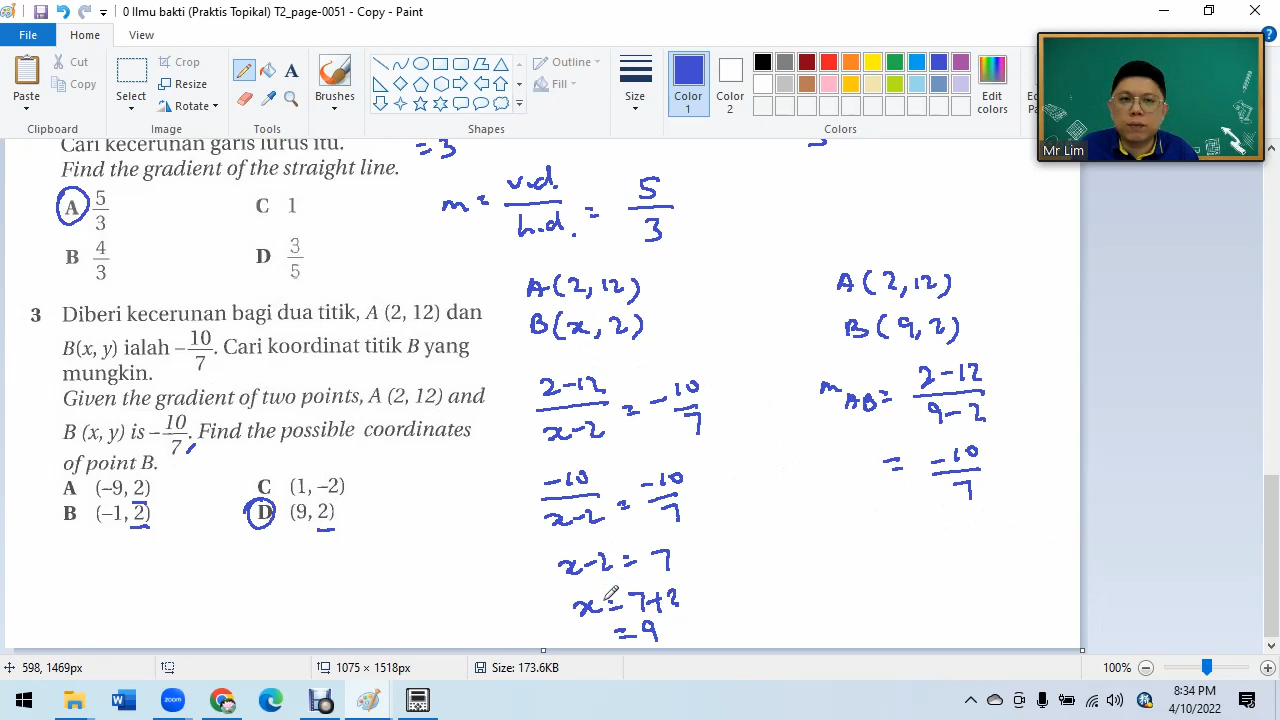 0 Ilmu bakti (Praktis Topikal) T2_page-0051 - Copy - Paint
File Home View
Paste Cut Copy
Select Crop Resize Rotate
A
Brushes
Outline Fill
Size
Color 1
Color 2
Edit colors
Clipboard Image Tools Shapes Colors
Mr Lim
Cari kecerunan garis lurus itu.
Find the gradient of the straight line.
A 5/3 C 1
B 4/3 D 3/5
= 3
m = v.d./h.d. = 5/3
3 Diberi kecerunan bagi dua titik, A (2, 12) dan
B(x, y) ialah –10/7. Cari koordinat titik B yang
mungkin.
Given the gradient of two points, A (2, 12) and
B (x, y) is –10/7. Find the possible coordinates
of point B.
A (–9, 2) C (1, –2)
B (–1, 2) D (9, 2)
A(2, 12)
B(x, 2)
2-12/x-2 = -10/7
-10/x-2 = -10/7
x-2 = 7
x = 7+2
= 9
A(2, 12)
B(9, 2)
mAB = 2-12/9-2
= -10/7
598, 1469px 1075 × 1518px Size: 173.6KB 100%
zoom
8:34 PM
4/10/2022